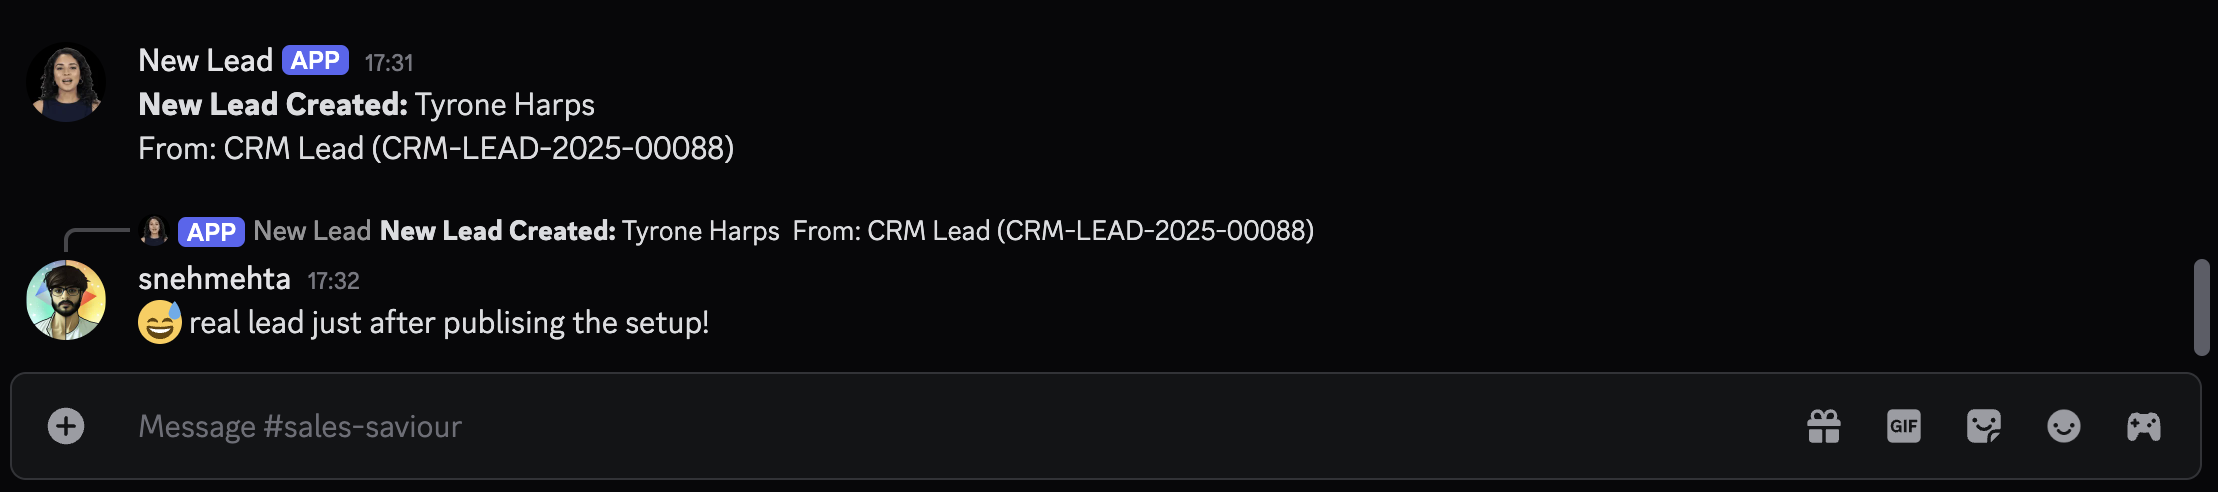 New Lead APP 17:31
New Lead Created: Tyrone Harps
From: CRM Lead (CRM-LEAD-2025-00088)
APP New Lead New Lead Created: Tyrone Harps From: CRM Lead (CRM-LEAD-2025-00088)
snehmehta 17:32
😅 real lead just after publising the setup!
Message #sales-saviour
GIF